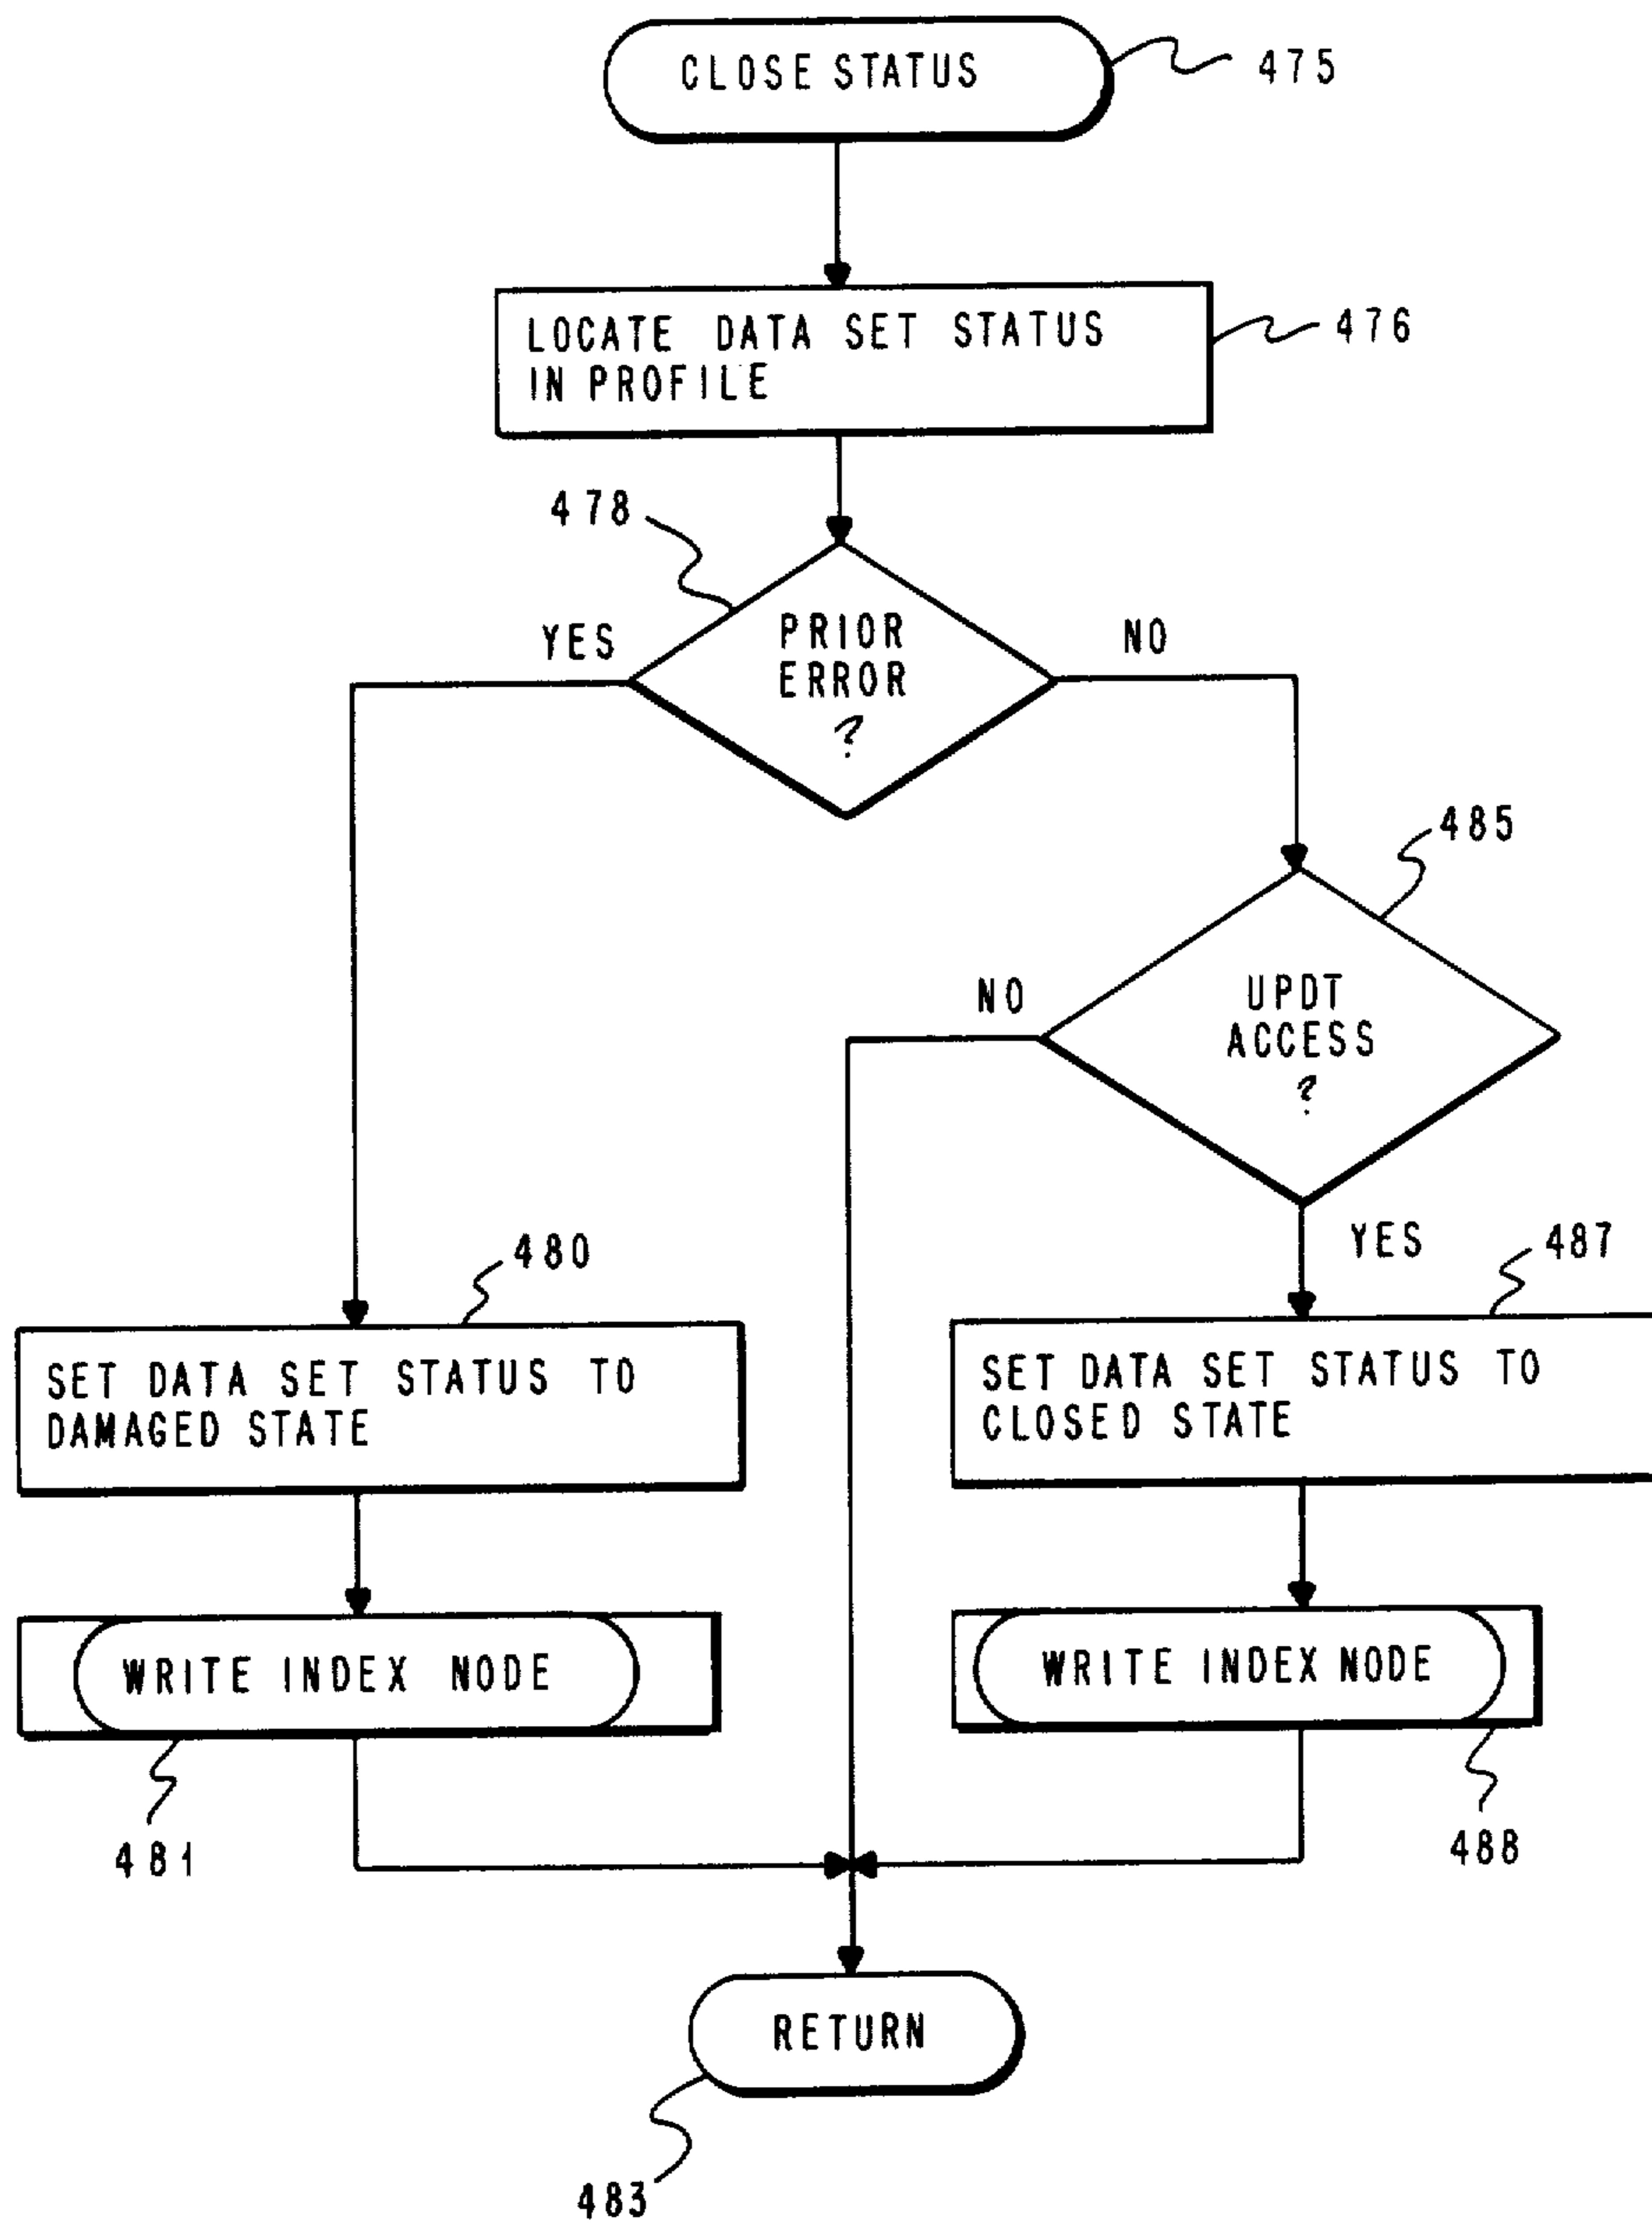 CLOSE STATUS
475
LOCATE DATA SET STATUS
IN PROFILE
476
478
YES
PRIOR
ERROR
?
NO
485
NO
UPDT
ACCESS
?
YES
480
487
SET DATA SET STATUS TO
DAMAGED STATE
SET DATA SET STATUS TO
CLOSED STATE
WRITE INDEX NODE
WRITE INDEX NODE
481
488
RETURN
483